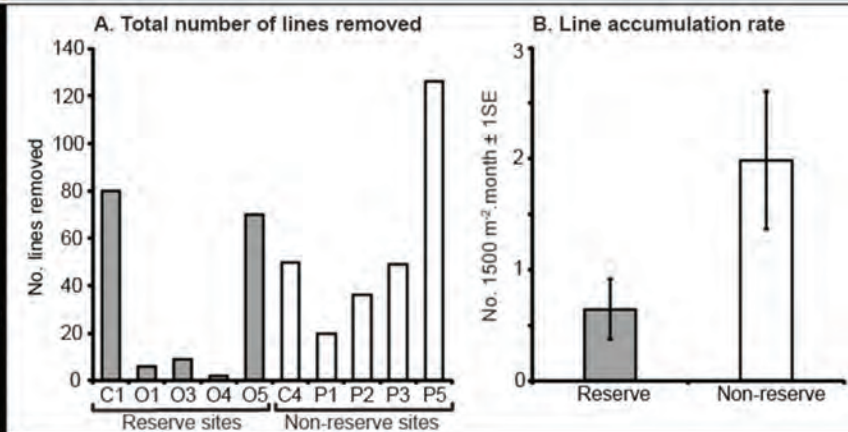 A. Total number of lines removed
140
120
100
80
60
40
20
0
No. lines removed
C1 O1 O3 O4 O5 C4 P1 P2 P3 P5
Reserve sites Non-reserve sites
B. Line accumulation rate
3
2
1
0
No. 1500 m⁻².month ± 1SE
Reserve Non-reserve